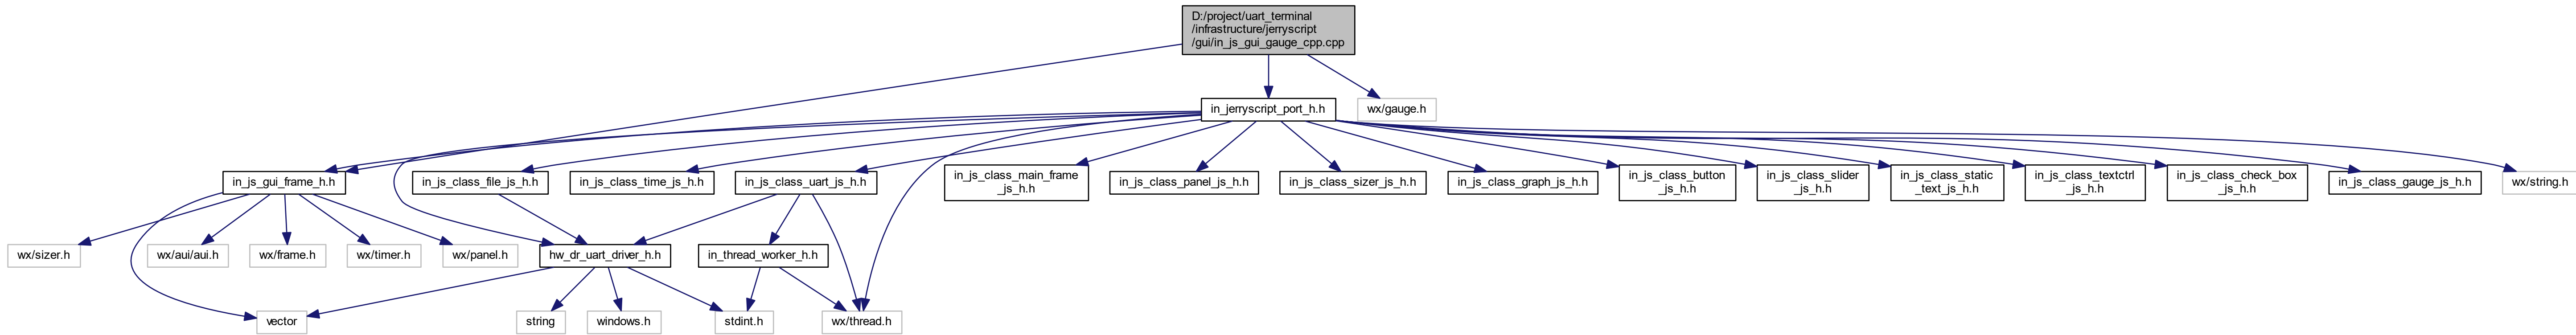 D:/project/uart_terminal
/infrastructure/jerryscript
/gui/in_js_gui_gauge_cpp.cpp
in_jerryscript_port_h.h
wx/gauge.h
in_js_gui_frame_h.h
in_js_class_file_js_h.h
in_js_class_time_js_h.h
in_js_class_uart_js_h.h
in_js_class_main_frame
_js_h.h
in_js_class_panel_js_h.h
in_js_class_sizer_js_h.h
in_js_class_graph_js_h.h
in_js_class_button
_js_h.h
in_js_class_slider
_js_h.h
in_js_class_static
_text_js_h.h
in_js_class_textctrl
_js_h.h
in_js_class_check_box
_js_h.h
in_js_class_gauge_js_h.h
wx/string.h
wx/sizer.h
wx/aui/aui.h
wx/frame.h
wx/timer.h
wx/panel.h
hw_dr_uart_driver_h.h
in_thread_worker_h.h
vector
string
windows.h
stdint.h
wx/thread.h